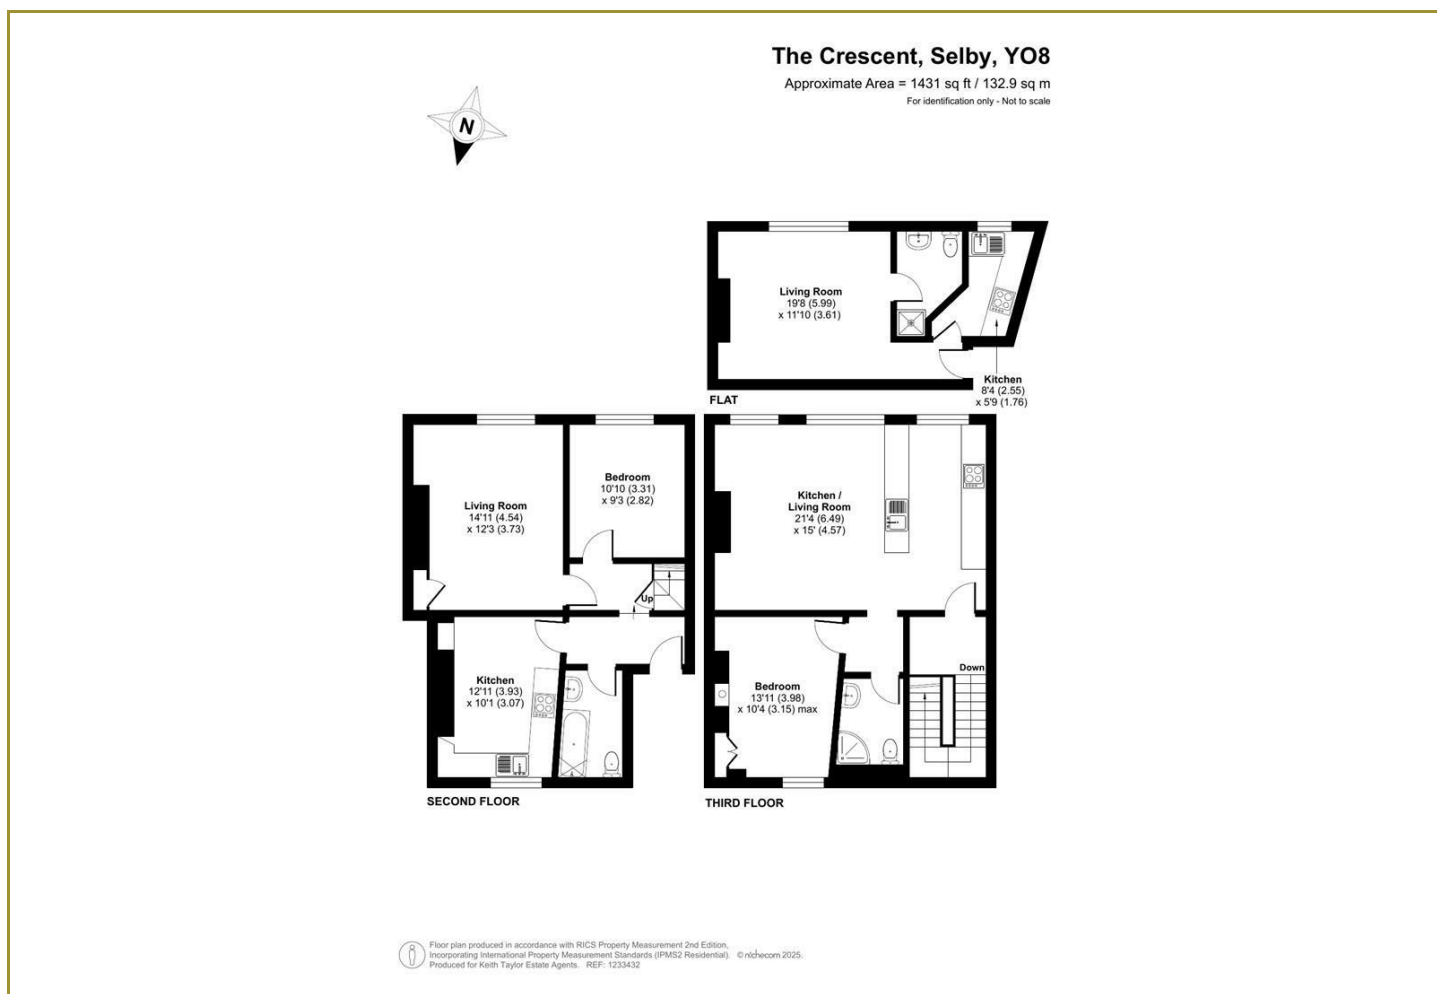 The Crescent, Selby, YO8
Approximate Area = 1431 sq ft / 132.9 sq m
For identification only - Not to scale
N
Living Room
19'8 (5.99)
x 11'10 (3.61)
Kitchen
8'4 (2.55)
x 5'9 (1.76)
FLAT
Living Room
14'11 (4.54)
x 12'3 (3.73)
Bedroom
10'10 (3.31)
x 9'3 (2.82)
Up
Kitchen
12'11 (3.93)
x 10'1 (3.07)
SECOND FLOOR
Kitchen /
Living Room
21'4 (6.49)
x 15' (4.57)
Bedroom
13'11 (3.98)
x 10'4 (3.15) max
Down
THIRD FLOOR
Floor plan produced in accordance with RICS Property Measurement 2nd Edition,
Incorporating International Property Measurement Standards (IPMS2 Residential). © nichecom 2025.
Produced for Keith Taylor Estate Agents. REF: 1233432